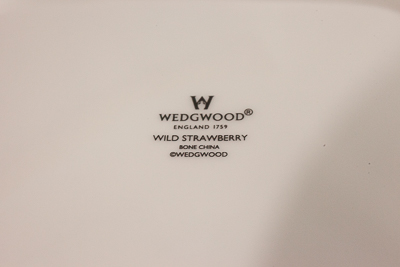 W
WEDGWOOD®
ENGLAND 1759
WILD STRAWBERRY
BONE CHINA
©WEDGWOOD